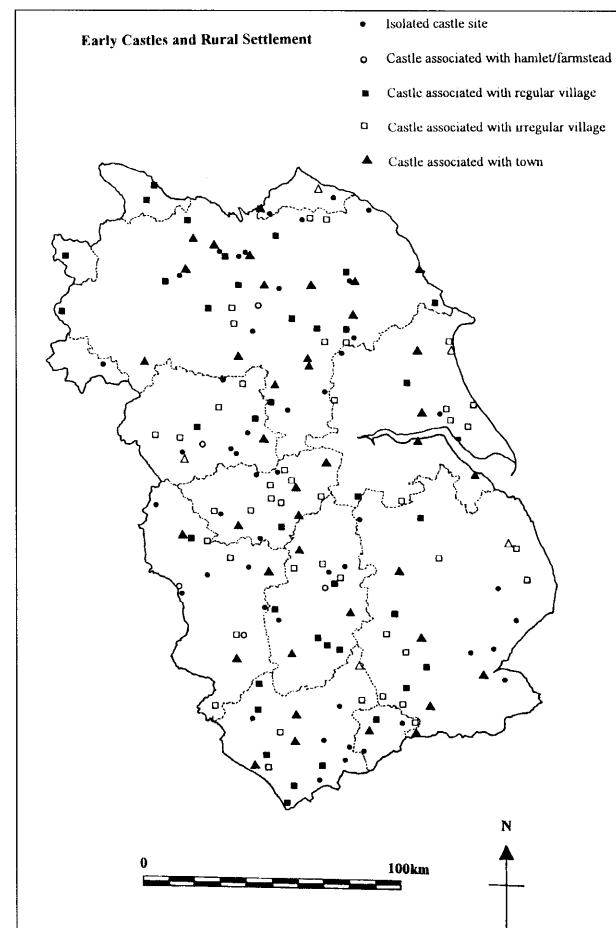 Early Castles and Rural Settlement
Isolated castle site
Castle associated with hamlet/farmstead
Castle associated with regular village
Castle associated with irregular village
Castle associated with town
0
100km
N